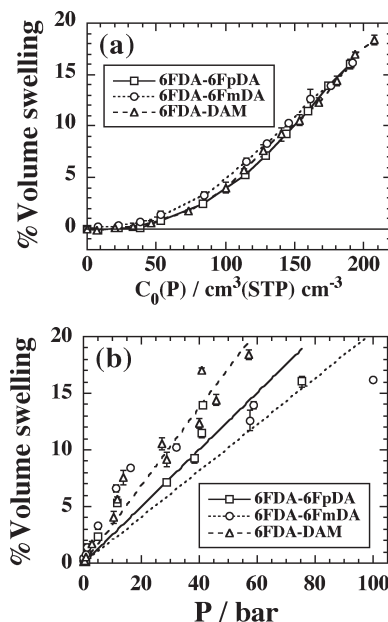 (a)
6FDA-6FpDA
6FDA-6FmDA
6FDA-DAM
% Volume swelling
20
15
10
5
0
0 50 100 150 200
C₀(P) / cm³(STP) cm⁻³
(b)
6FDA-6FpDA
6FDA-6FmDA
6FDA-DAM
% Volume swelling
20
15
10
5
0
0 20 40 60 80 100
P / bar